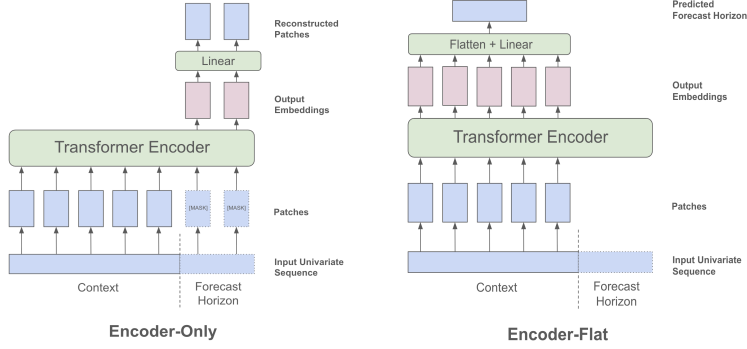 Reconstructed
Patches
Linear
Output
Embeddings
Transformer Encoder
[MASK]
[MASK]
Patches
Input Univariate
Sequence
Context
Forecast
Horizon
Encoder-Only
Predicted
Forecast Horizon
Flatten + Linear
Output
Embeddings
Transformer Encoder
Patches
Input Univariate
Sequence
Context
Forecast
Horizon
Encoder-Flat